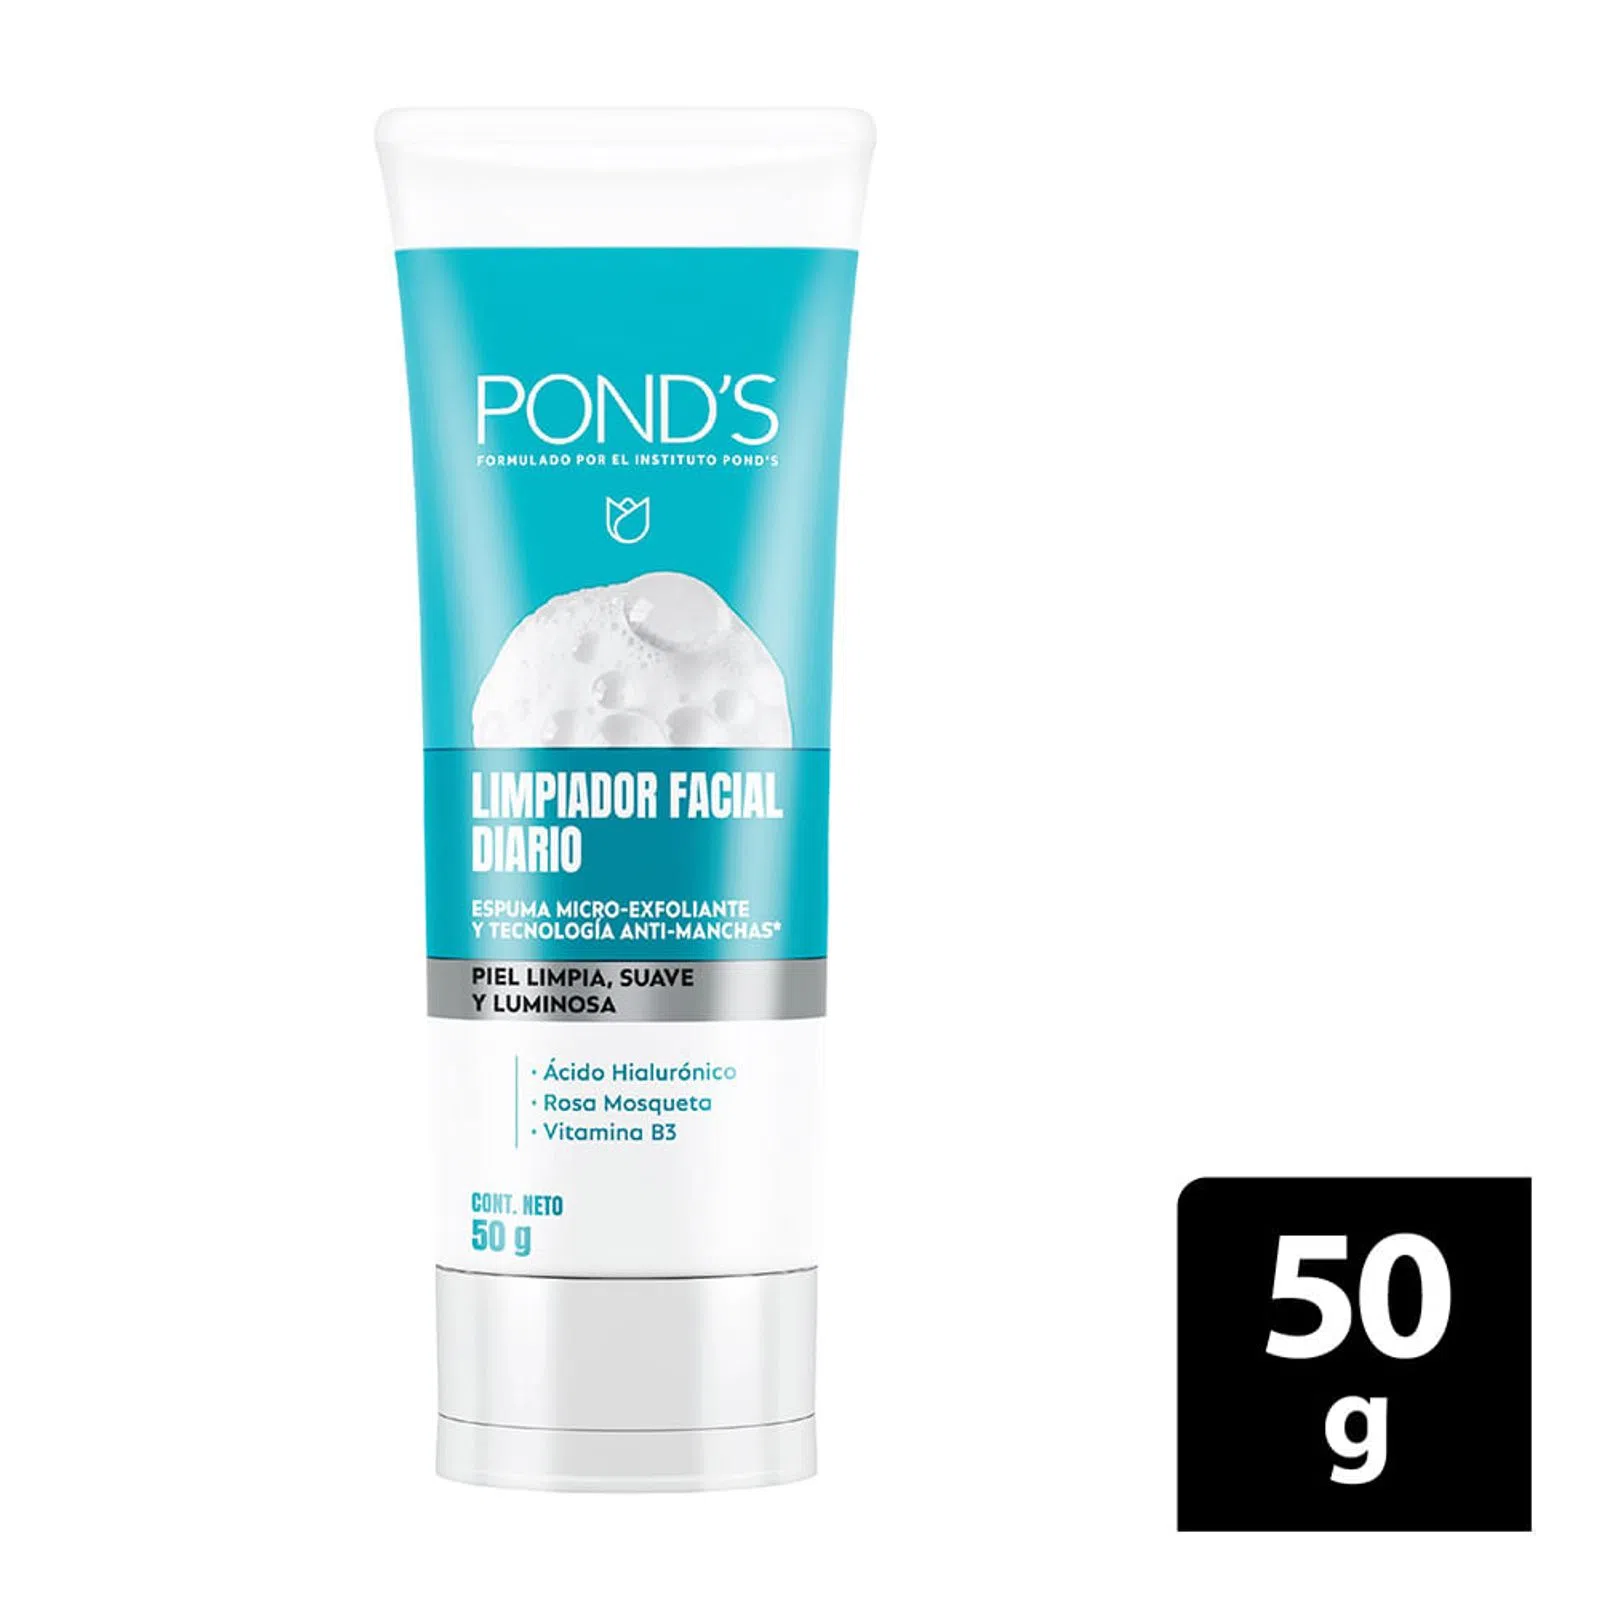 POND'S
FORMULADO POR EL INSTITUTO POND'S
LIMPIADOR FACIAL
DIARIO
ESPUMA MICRO-EXFOLIANTE
Y TECNOLOGÍA ANTI-MANCHAS*
PIEL LIMPIA, SUAVE
Y LUMINOSA
· Ácido Hialurónico
· Rosa Mosqueta
· Vitamina B3
CONT. NETO
50 g
50
g